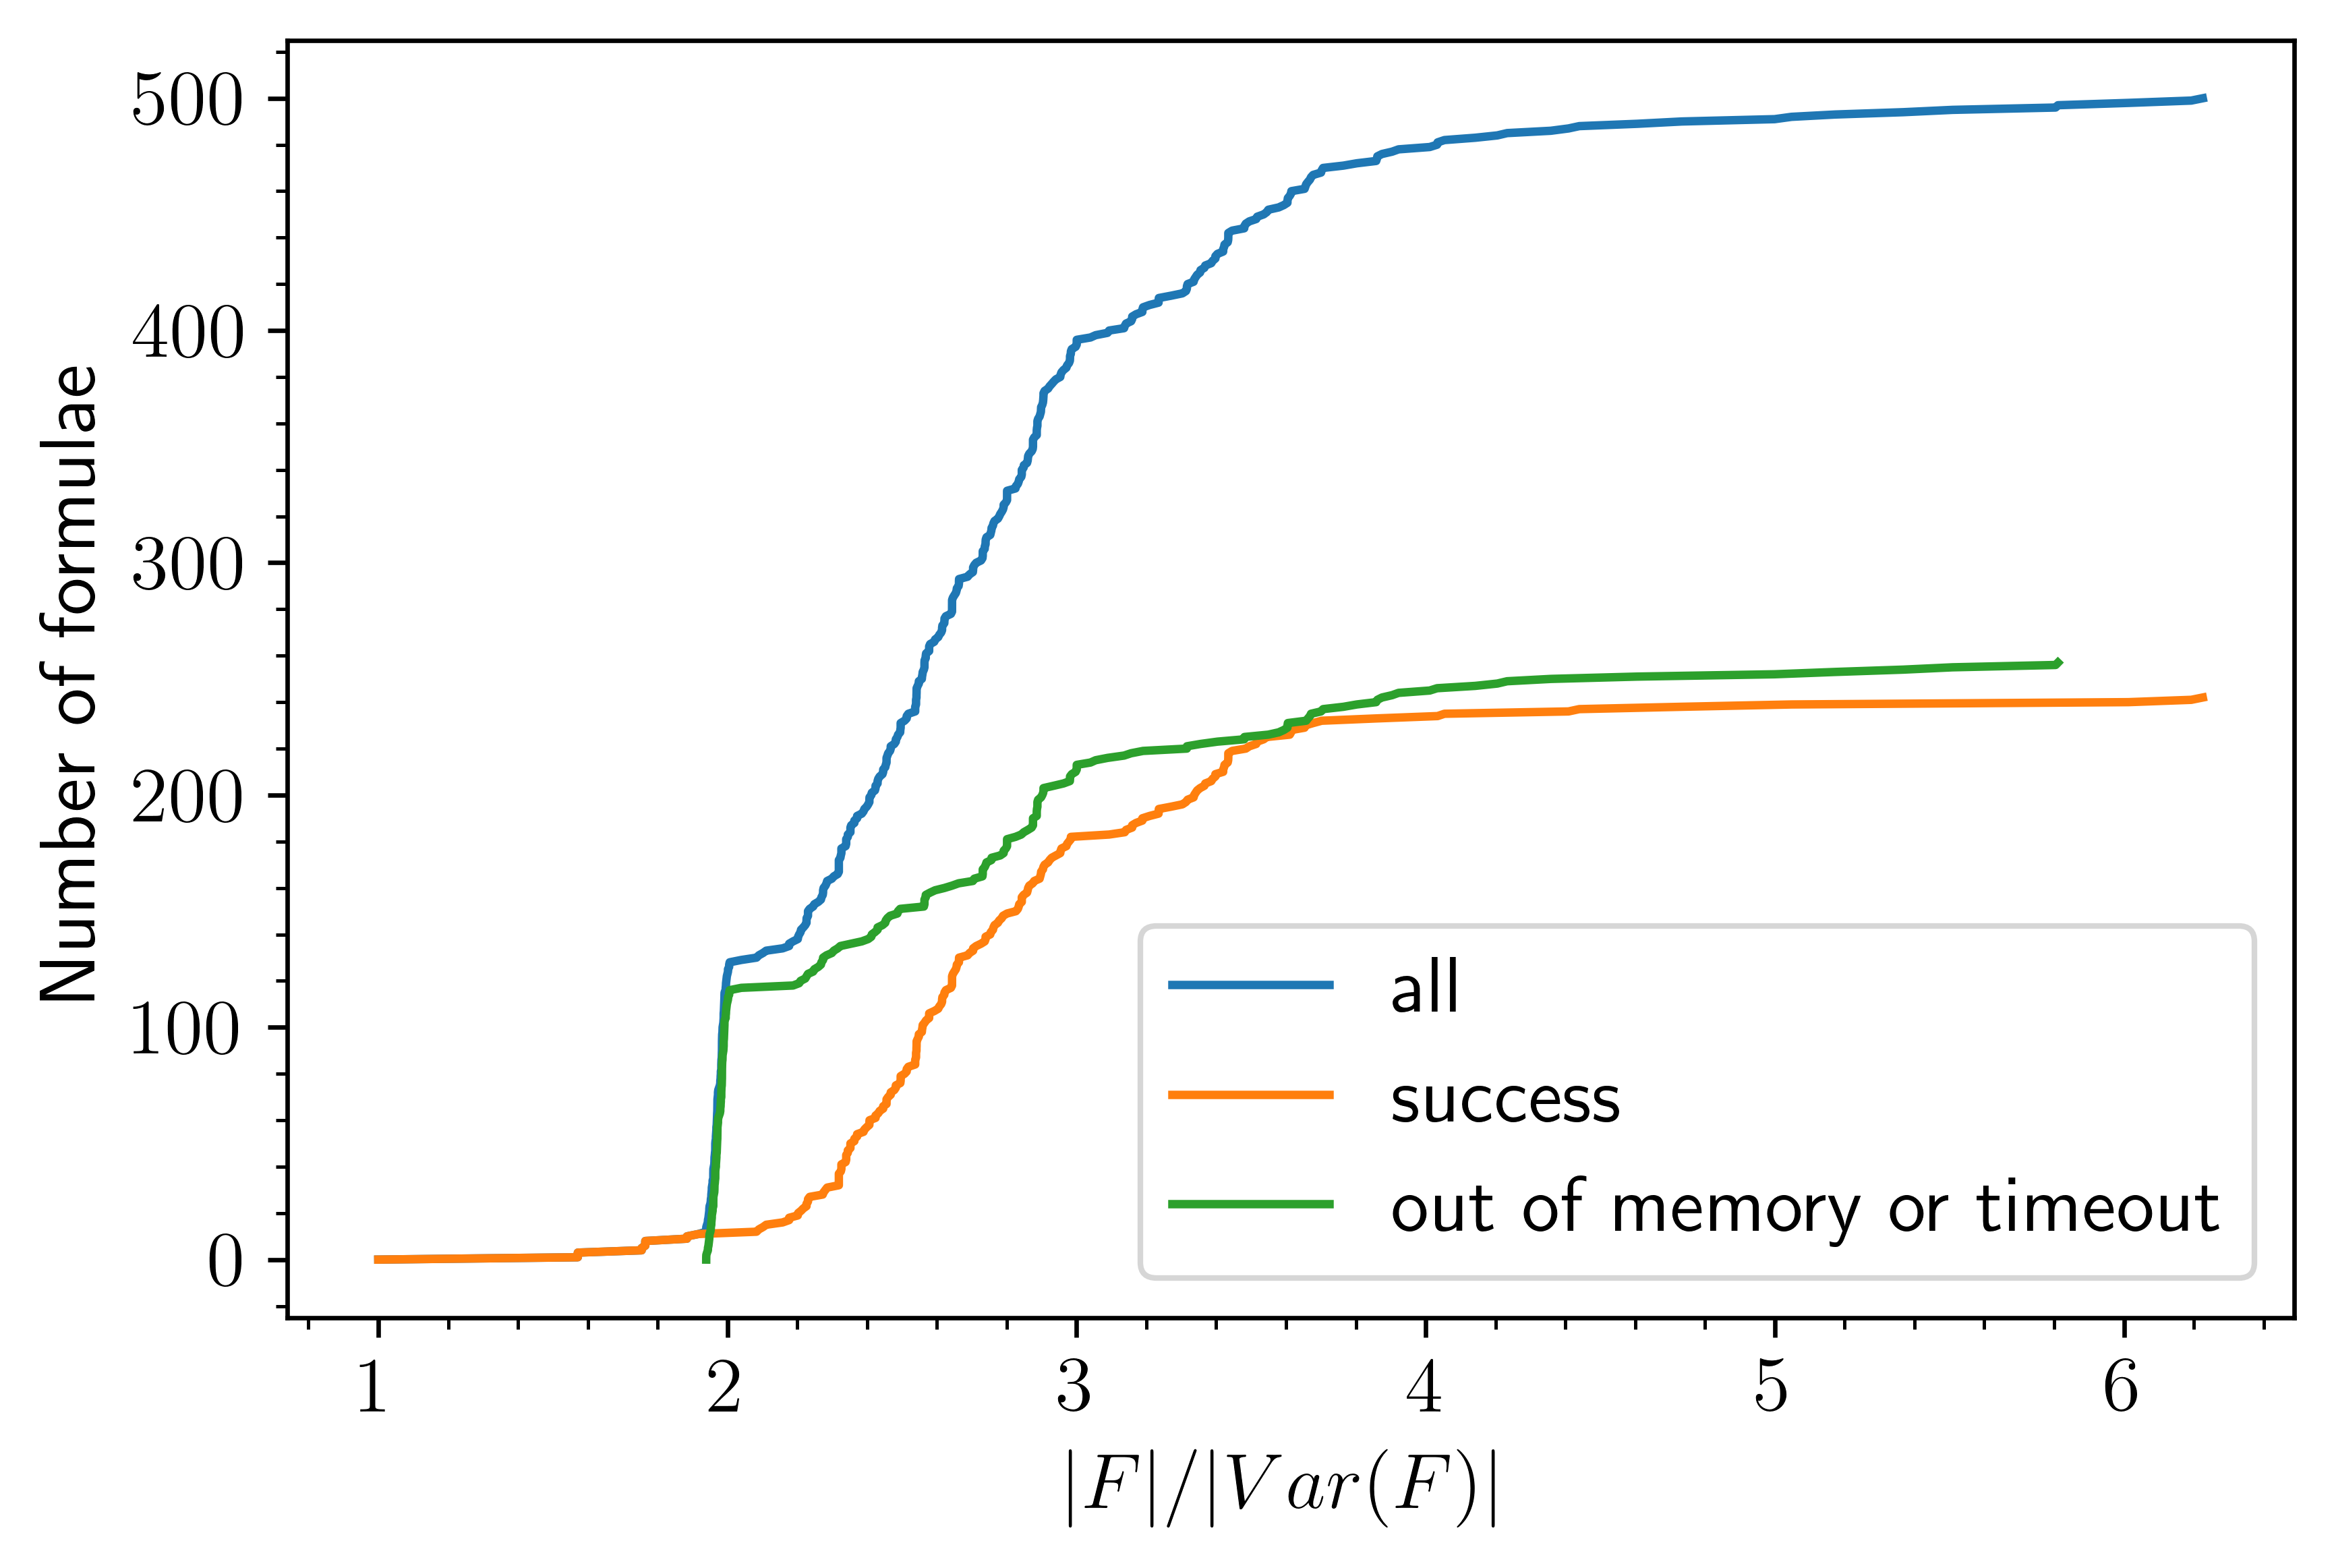 500
400
300
200
100
0
Number of formulae
all
success
out of memory or timeout
1 2 3 4 5 6
|F|/|Var(F)|